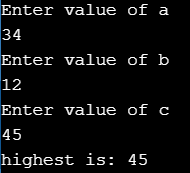 Enter value of a
34
Enter value of b
12
Enter value of c
45
highest is: 45